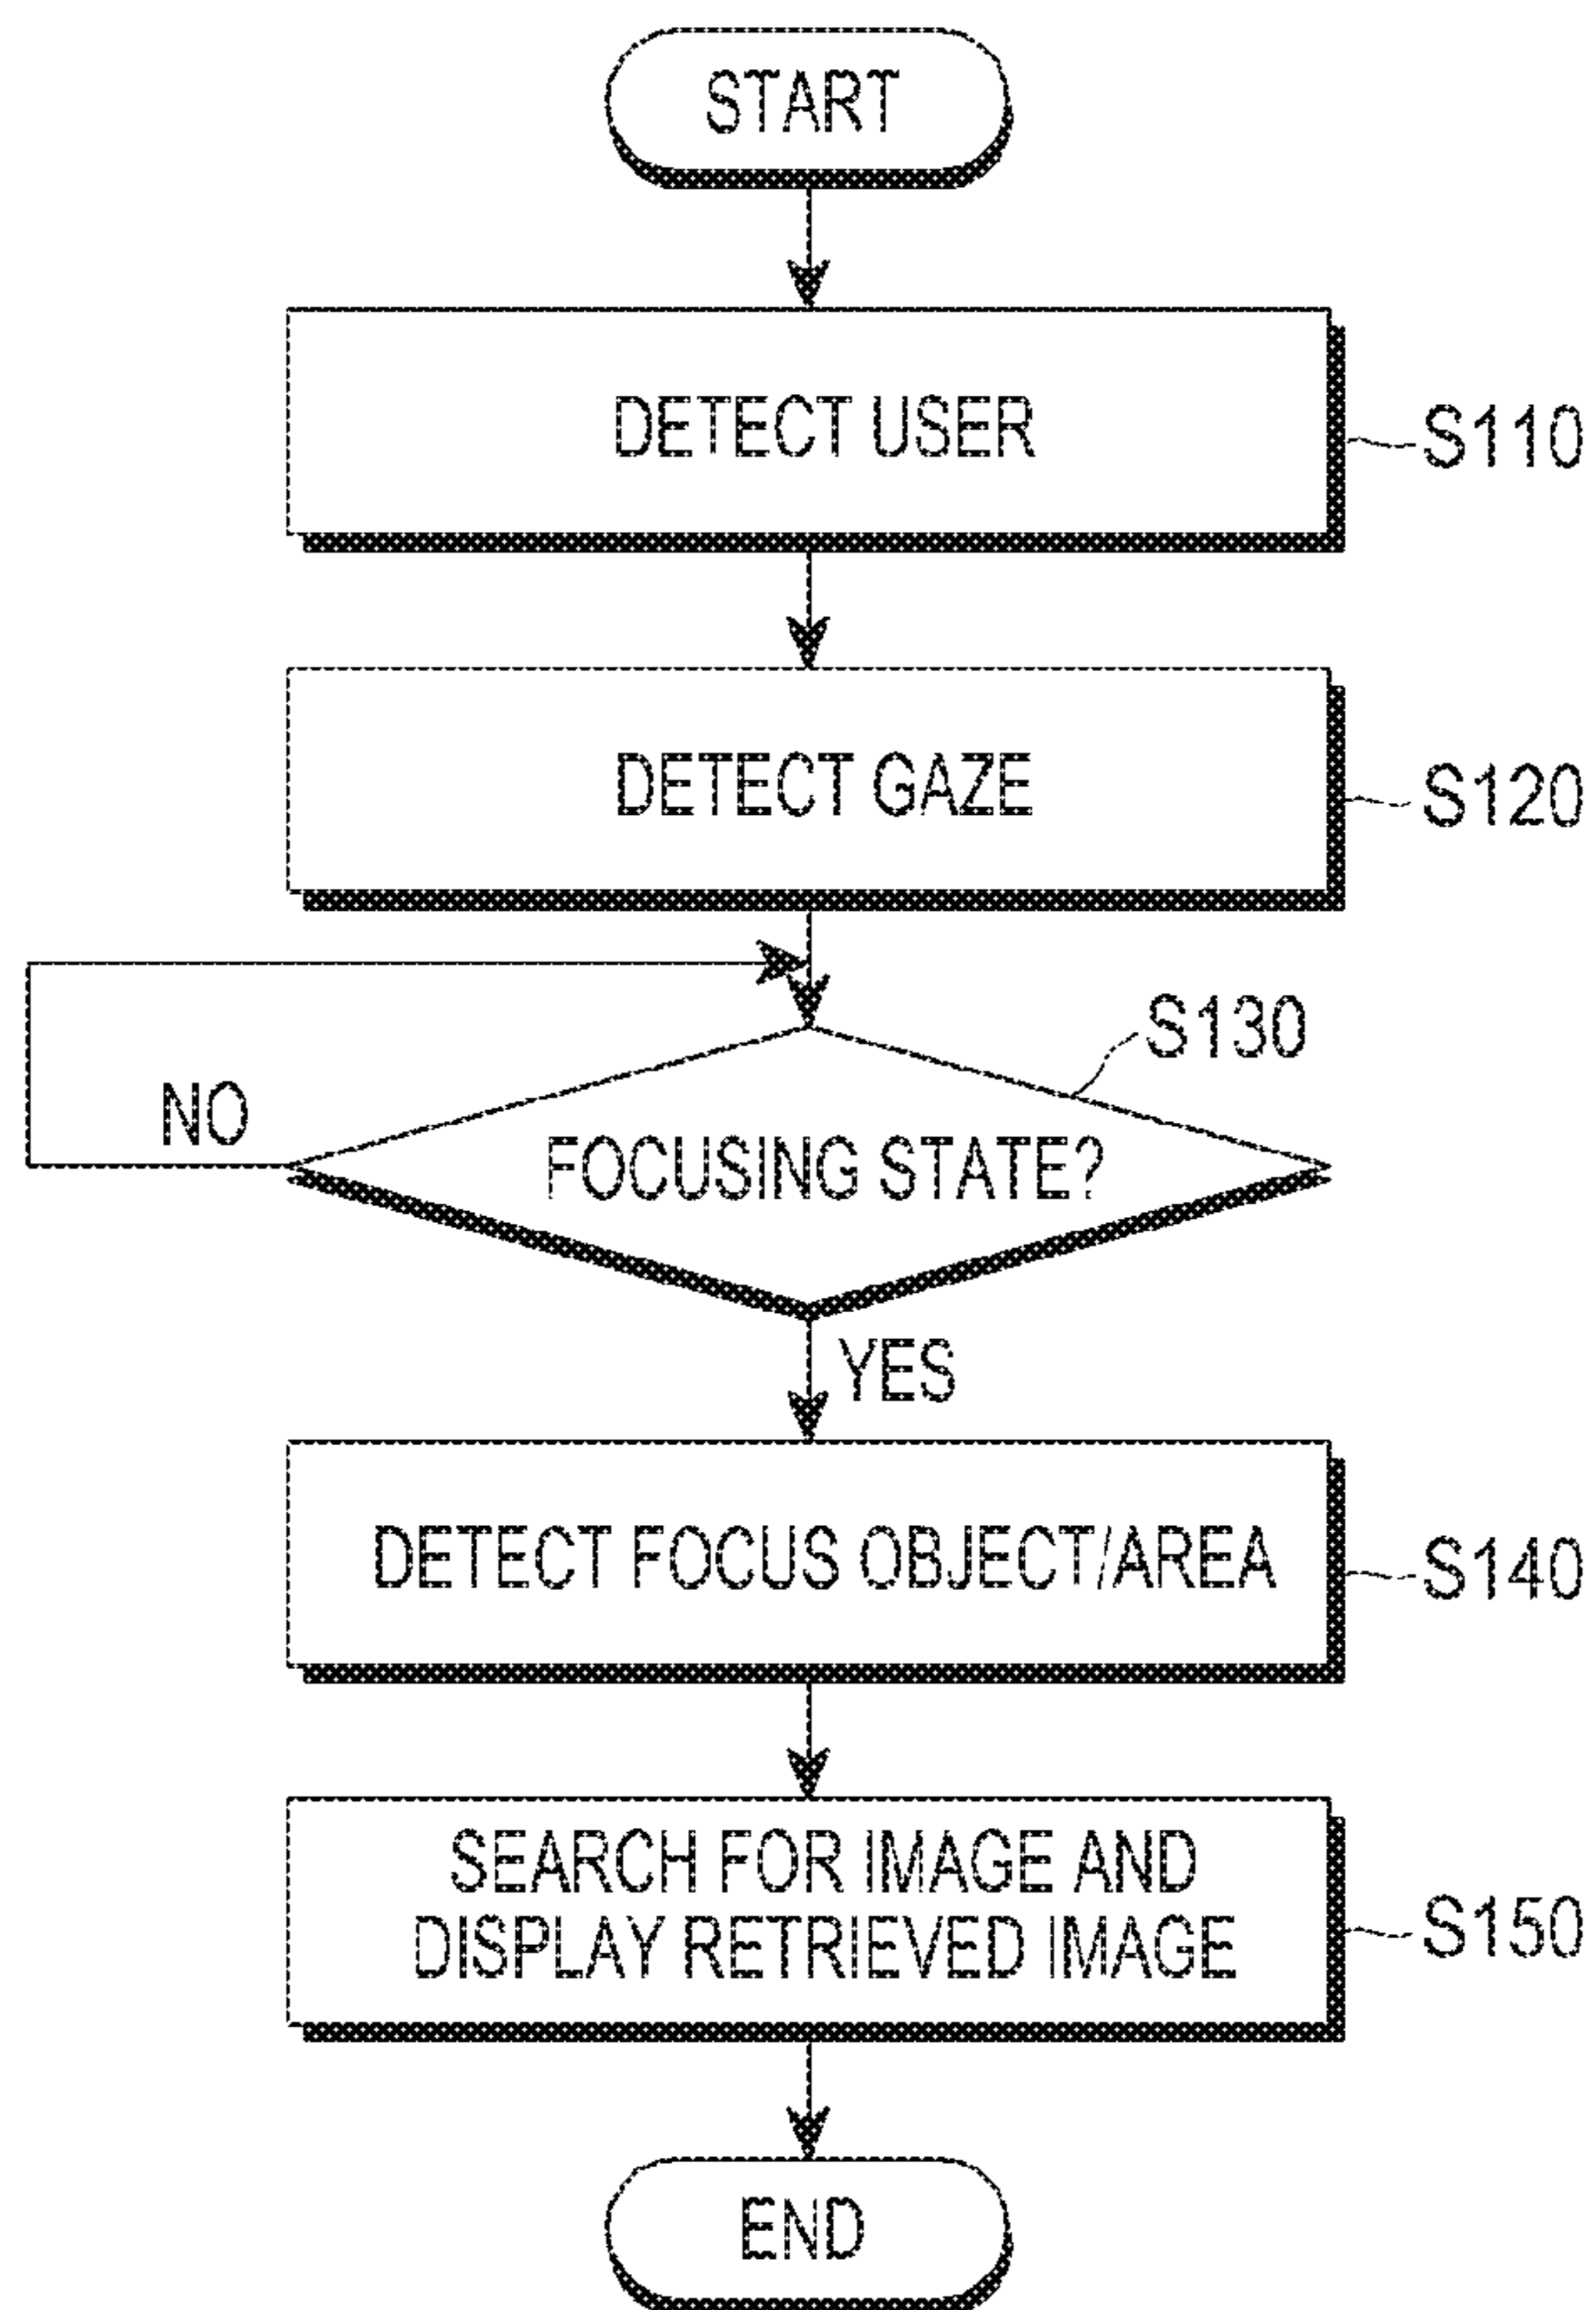 START
DETECT USER
S110
DETECT GAZE
S120
S130
NO
FOCUSING STATE?
YES
DETECT FOCUS OBJECT/AREA
S140
SEARCH FOR IMAGE AND
DISPLAY RETRIEVED IMAGE
S150
END